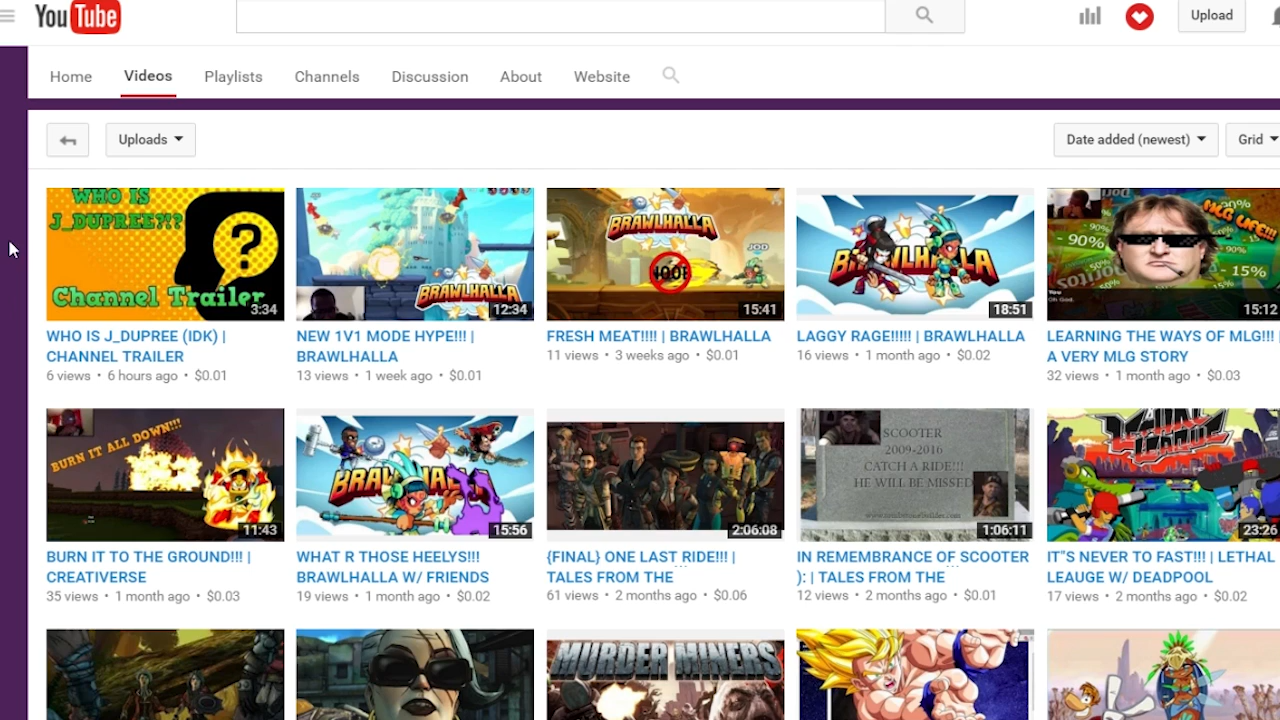 YouTube
Upload
Home
Videos
Playlists
Channels
Discussion
About
Website
Uploads
Date added (newest)
Grid
WHO IS
J_DUPREE?!?
Channel Trailer
3:34
BRAWLHALLA
12:34
BRAWLHALLA
15:41
BRAWLHALLA
18:51
MLG LIFE!!!
- 90%
- 15%
Oh God.
15:12
WHO IS J_DUPREE (IDK) |
CHANNEL TRAILER
6 views • 6 hours ago • $0.01
NEW 1V1 MODE HYPE!!! |
BRAWLHALLA
13 views • 1 week ago • $0.01
FRESH MEAT!!!! | BRAWLHALLA
11 views • 3 weeks ago • $0.01
LAGGY RAGE!!!!! | BRAWLHALLA
16 views • 1 month ago • $0.02
LEARNING THE WAYS OF MLG!!! |
A VERY MLG STORY
32 views • 1 month ago • $0.03
BURN IT ALL DOWN!!!
11:43
15:56
2:06:08
SCOOTER
2009-2016
CATCH A RIDE!!!
HE WILL BE MISSED
1:06:11
23:26
BURN IT TO THE GROUND!!! |
CREATIVERSE
35 views • 1 month ago • $0.03
WHAT R THOSE HEELYS!!!
BRAWLHALLA W/ FRIENDS
19 views • 1 month ago • $0.02
{FINAL} ONE LAST RIDE!!! |
TALES FROM THE
61 views • 2 months ago • $0.06
IN REMEMBRANCE OF SCOOTER
): | TALES FROM THE
12 views • 2 months ago • $0.01
IT"S NEVER TO FAST!!! | LETHAL
LEAUGE W/ DEADPOOL
17 views • 2 months ago • $0.02
MURDER MINERS